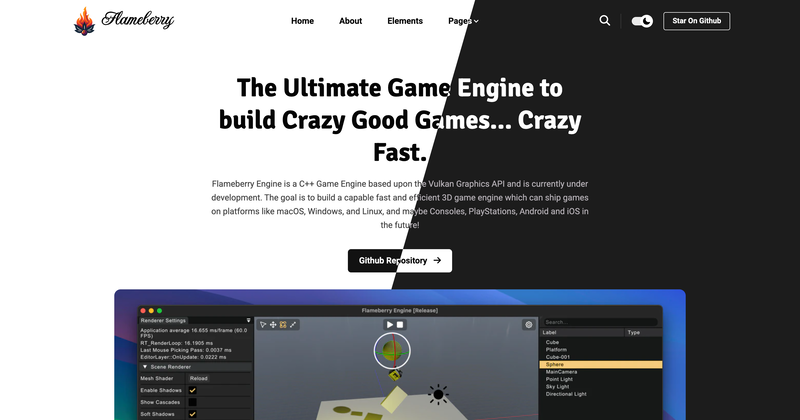 Flameberry
Home
About
Elements
Pages
Star On Github
The Ultimate Game Engine to
build Crazy Good Games... Crazy
Fast.
Flameberry Engine is a C++ Game Engine based upon the Vulkan Graphics API and is currently under
development. The goal is to build a capable fast and efficient 3D game engine which can ship games
on platforms like macOS, Windows, and Linux, and maybe Consoles, PlayStations, Android and iOS in
the future!
Github Repository
Flameberry Engine [Release]
Renderer Settings
Application average 16.655 ms/frame (60.0
FPS)
RT_RenderLoop: 16.1905 ms
Last Mouse Picking Pass: 0.0037 ms
EditorLayer::OnUpdate: 0.0222 ms
Scene Renderer
Mesh Shader
Reload
Enable Shadows
Show Cascades
Soft Shadows
Search...
Label
Type
Cube
Platform
Cube-001
Sphere
MainCamera
Point Light
Sky Light
Directional Light